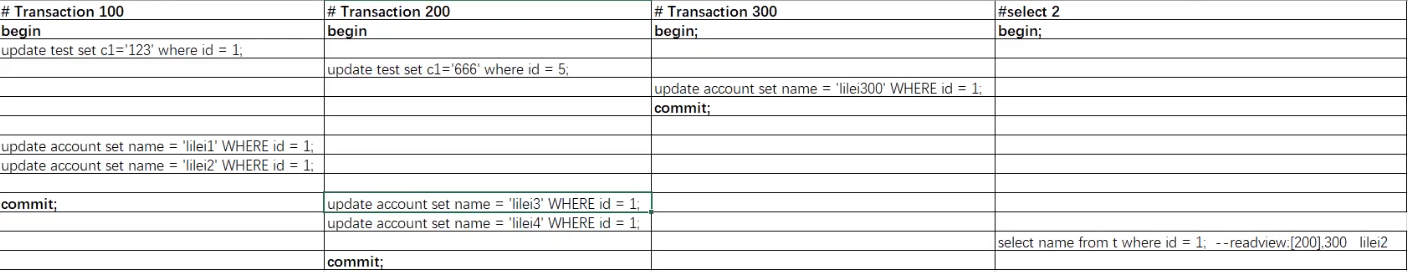 # Transaction 100 # Transaction 200 # Transaction 300 #select 2
begin begin begin; begin;
update test set c1='123' where id = 1;
update test set c1='666' where id = 5;
update account set name = 'lilei300' WHERE id = 1;
commit;
update account set name = 'lilei1' WHERE id = 1;
update account set name = 'lilei2' WHERE id = 1;
commit; update account set name = 'lilei3' WHERE id = 1;
update account set name = 'lilei4' WHERE id = 1;
select name from t where id = 1; --readview:[200],300 lilei2
commit;